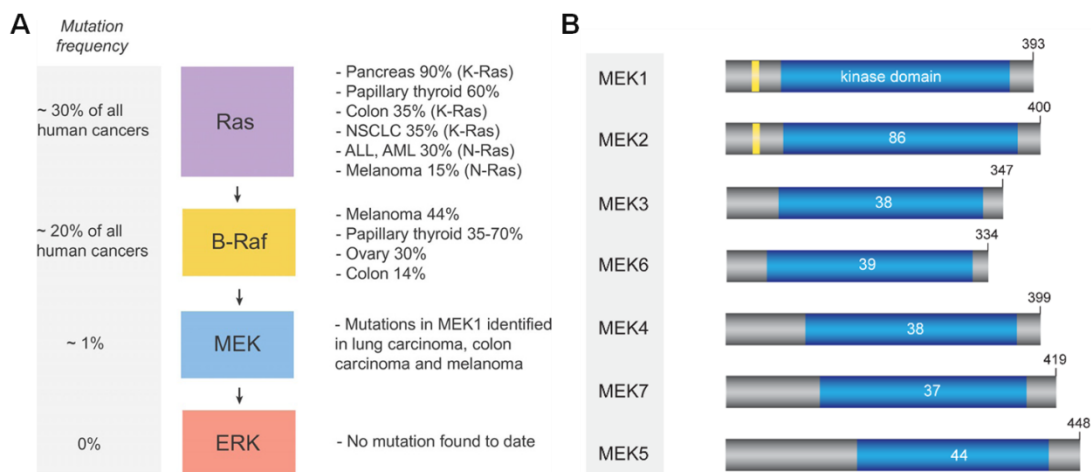 A
Mutation
frequency
~ 30% of all
human cancers
Ras
- Pancreas 90% (K-Ras)
- Papillary thyroid 60%
- Colon 35% (K-Ras)
- NSCLC 35% (K-Ras)
- ALL, AML 30% (N-Ras)
- Melanoma 15% (N-Ras)
~ 20% of all
human cancers
B-Raf
- Melanoma 44%
- Papillary thyroid 35-70%
- Ovary 30%
- Colon 14%
~ 1%
MEK
- Mutations in MEK1 identified
in lung carcinoma, colon
carcinoma and melanoma
0%
ERK
- No mutation found to date
B
MEK1
kinase domain
393
MEK2
86
400
MEK3
38
347
MEK6
39
334
MEK4
38
399
MEK7
37
419
MEK5
44
448